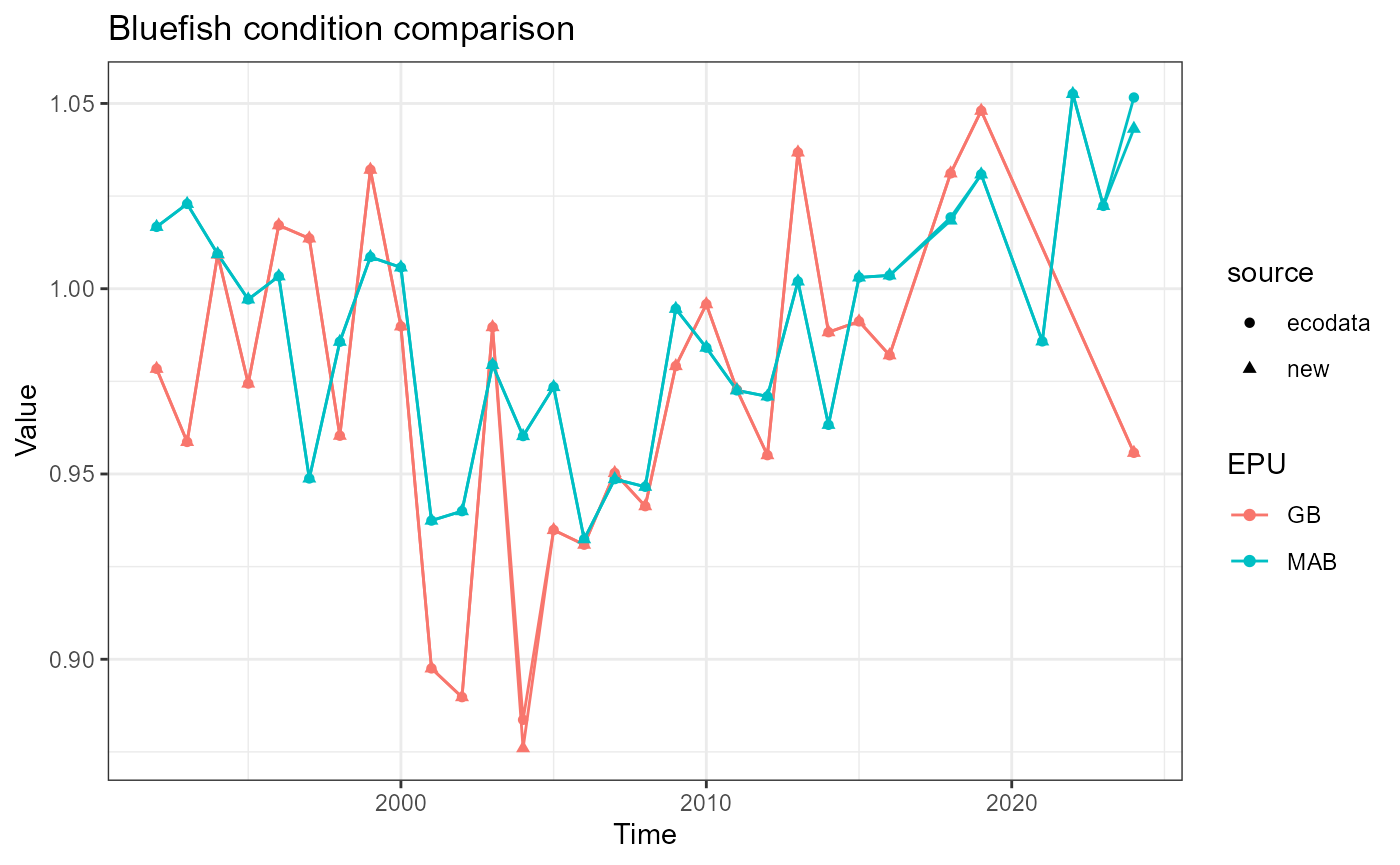 Bluefish condition comparison
Value
1.05
1.00
0.95
0.90
2000
2010
2020
Time
source
ecodata
new
EPU
GB
MAB